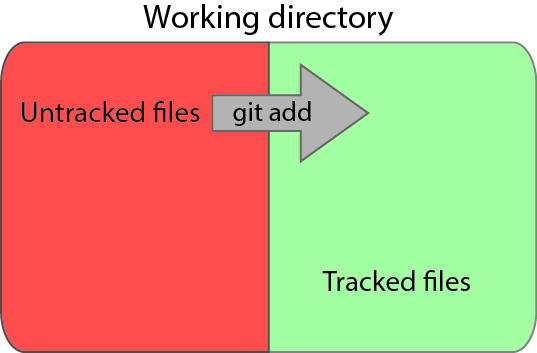 Working directory
Untracked files
git add
Tracked files